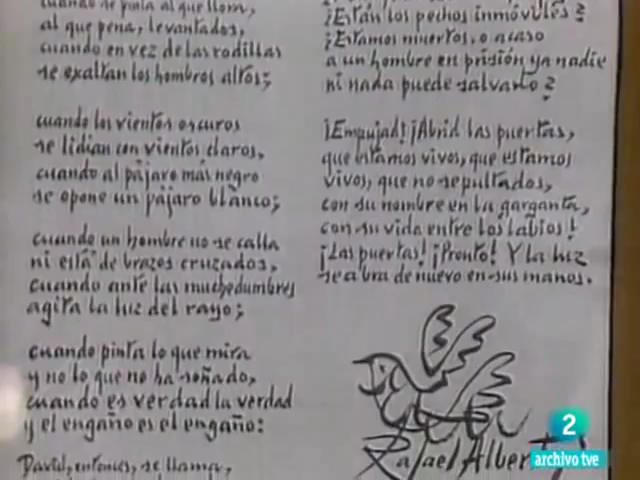 cuando se pinta al que llora,
al que pena, levantados,
cuando en vez de las rodillas
se exaltan los hombros altos;
cuando los vientos oscuros
se lidian con vientos claros,
cuando al pájaro más negro
se opone un pájaro blanco;
cuando un hombre no se calla
ni está de brazos cruzados,
cuando ante las muchedumbres
agita la luz del rayo;
cuando pinta lo que mira
y no lo que no ha soñado,
cuando es verdad la verdad
y el engaño es el engaño:
David, entonces, se llama,
¿Están los pechos inmóviles?
¿Estamos muertos, o acaso
a un hombre en prisión ya nadie
ni nada puede salvarlo?
¡Empujad! ¡Abrid las puertas,
que estamos vivos, que estamos
vivos, que no sepultados,
con su nombre en la garganta,
con su vida entre los labios!
¡Las puertas! ¡Pronto! Y la luz
se abra de nuevo en sus manos.
Rafael Alberti
2
archivo tve